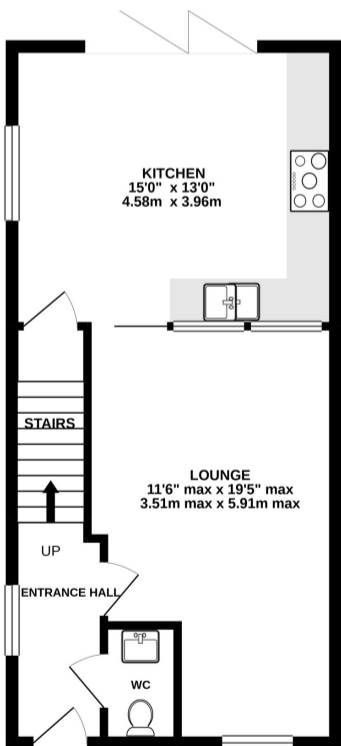 KITCHEN
15'0" x 13'0"
4.58m x 3.96m
STAIRS
LOUNGE
11'6" max x 19'5" max
3.51m max x 5.91m max
UP
ENTRANCE HALL
WC